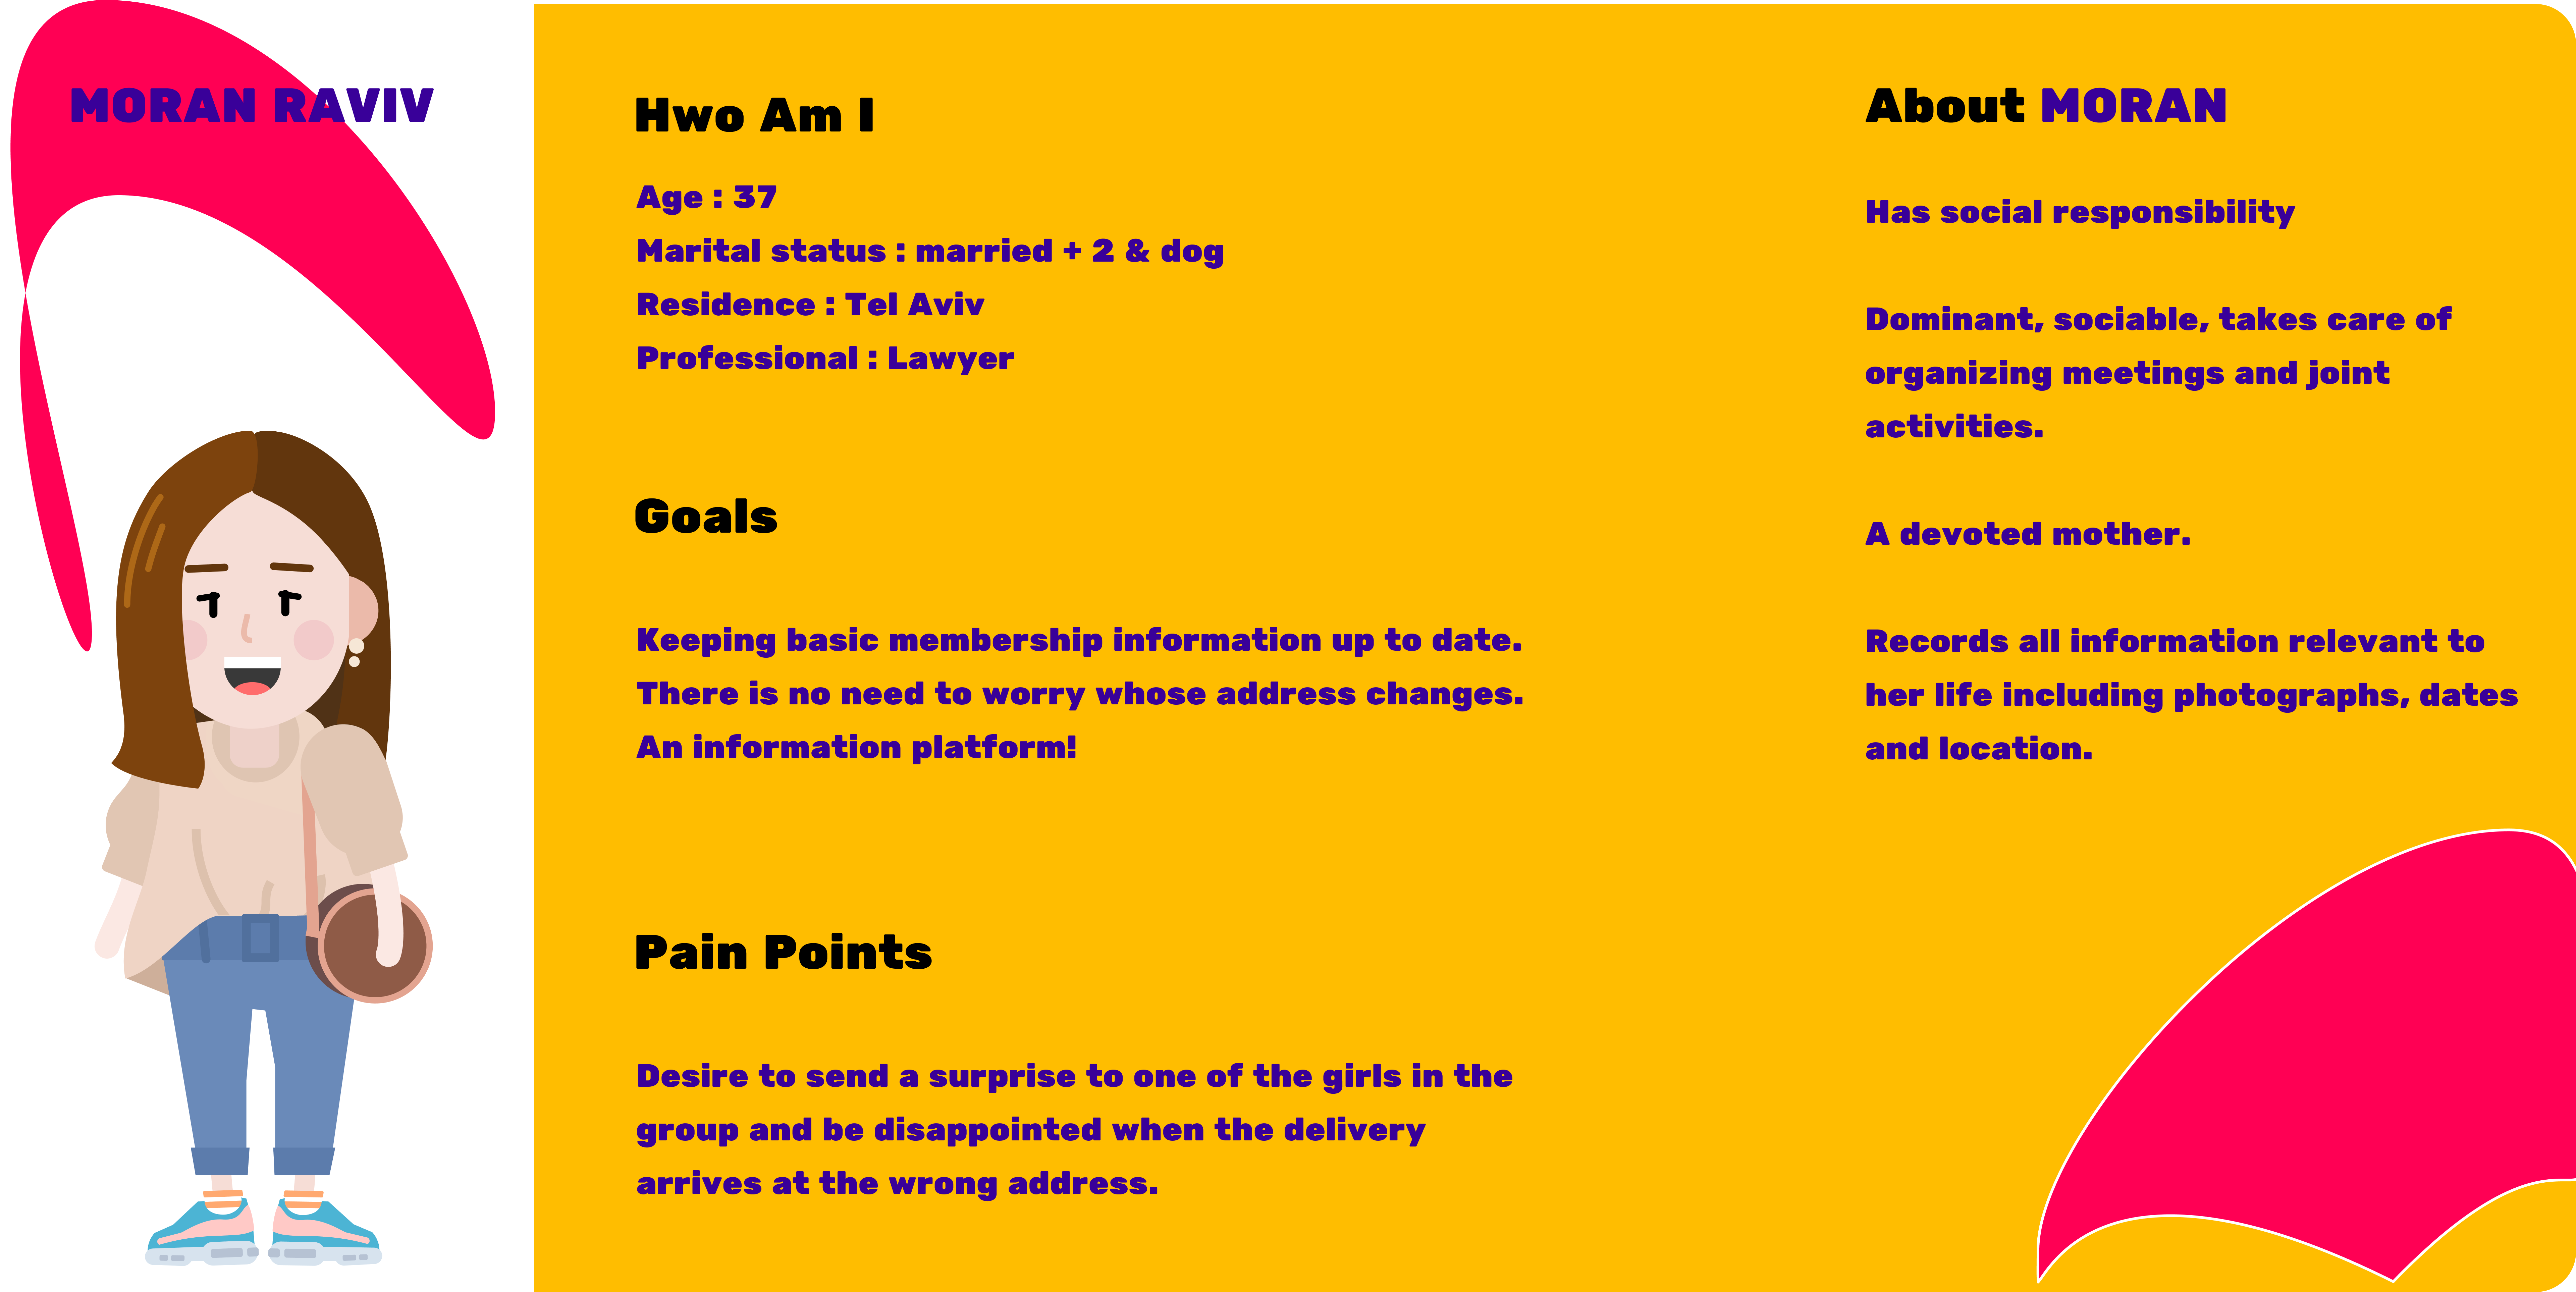 MORAN RAVIV
Hwo Am I
Age : 37
Marital status : married + 2 & dog
Residence : Tel Aviv
Professional : Lawyer
Goals
Keeping basic membership information up to date.
There is no need to worry whose address changes.
An information platform!
Pain Points
Desire to send a surprise to one of the girls in the
group and be disappointed when the delivery
arrives at the wrong address.
About MORAN
Has social responsibility
Dominant, sociable, takes care of
organizing meetings and joint
activities.
A devoted mother.
Records all information relevant to
her life including photographs, dates
and location.